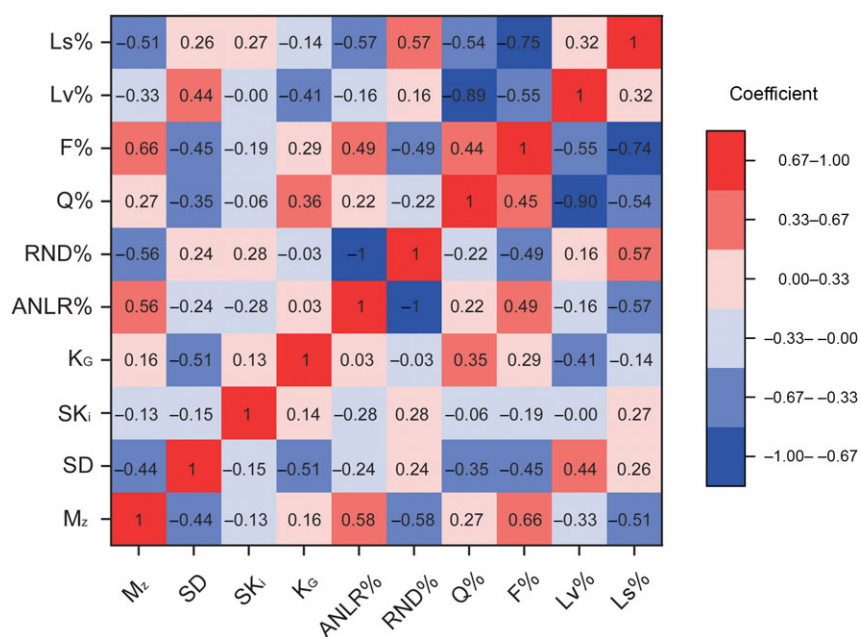 Ls% −0.51 0.26 0.27 −0.14 −0.57 0.57 −0.54 −0.75 0.32 1
Lv% −0.33 0.44 −0.00 −0.41 −0.16 0.16 −0.89 −0.55 1 0.32
F% 0.66 −0.45 −0.19 0.29 0.49 −0.49 0.44 1 −0.55 −0.74
Q% 0.27 −0.35 −0.06 0.36 0.22 −0.22 1 0.45 −0.90 −0.54
RND% −0.56 0.24 0.28 −0.03 −1 1 −0.22 −0.49 0.16 0.57
ANLR% 0.56 −0.24 −0.28 0.03 1 −1 0.22 0.49 −0.16 −0.57
KG 0.16 −0.51 0.13 1 0.03 −0.03 0.35 0.29 −0.41 −0.14
SKi −0.13 −0.15 1 0.14 −0.28 0.28 −0.06 −0.19 −0.00 0.27
SD −0.44 1 −0.15 −0.51 −0.24 0.24 −0.35 −0.45 0.44 0.26
Mz 1 −0.44 −0.13 0.16 0.58 −0.58 0.27 0.66 −0.33 −0.51
Mz SD SKi KG ANLR% RND% Q% F% Lv% Ls%
Coefficient
0.67–1.00
0.33–0.67
0.00–0.33
−0.33– −0.00
−0.67– −0.33
−1.00– −0.67